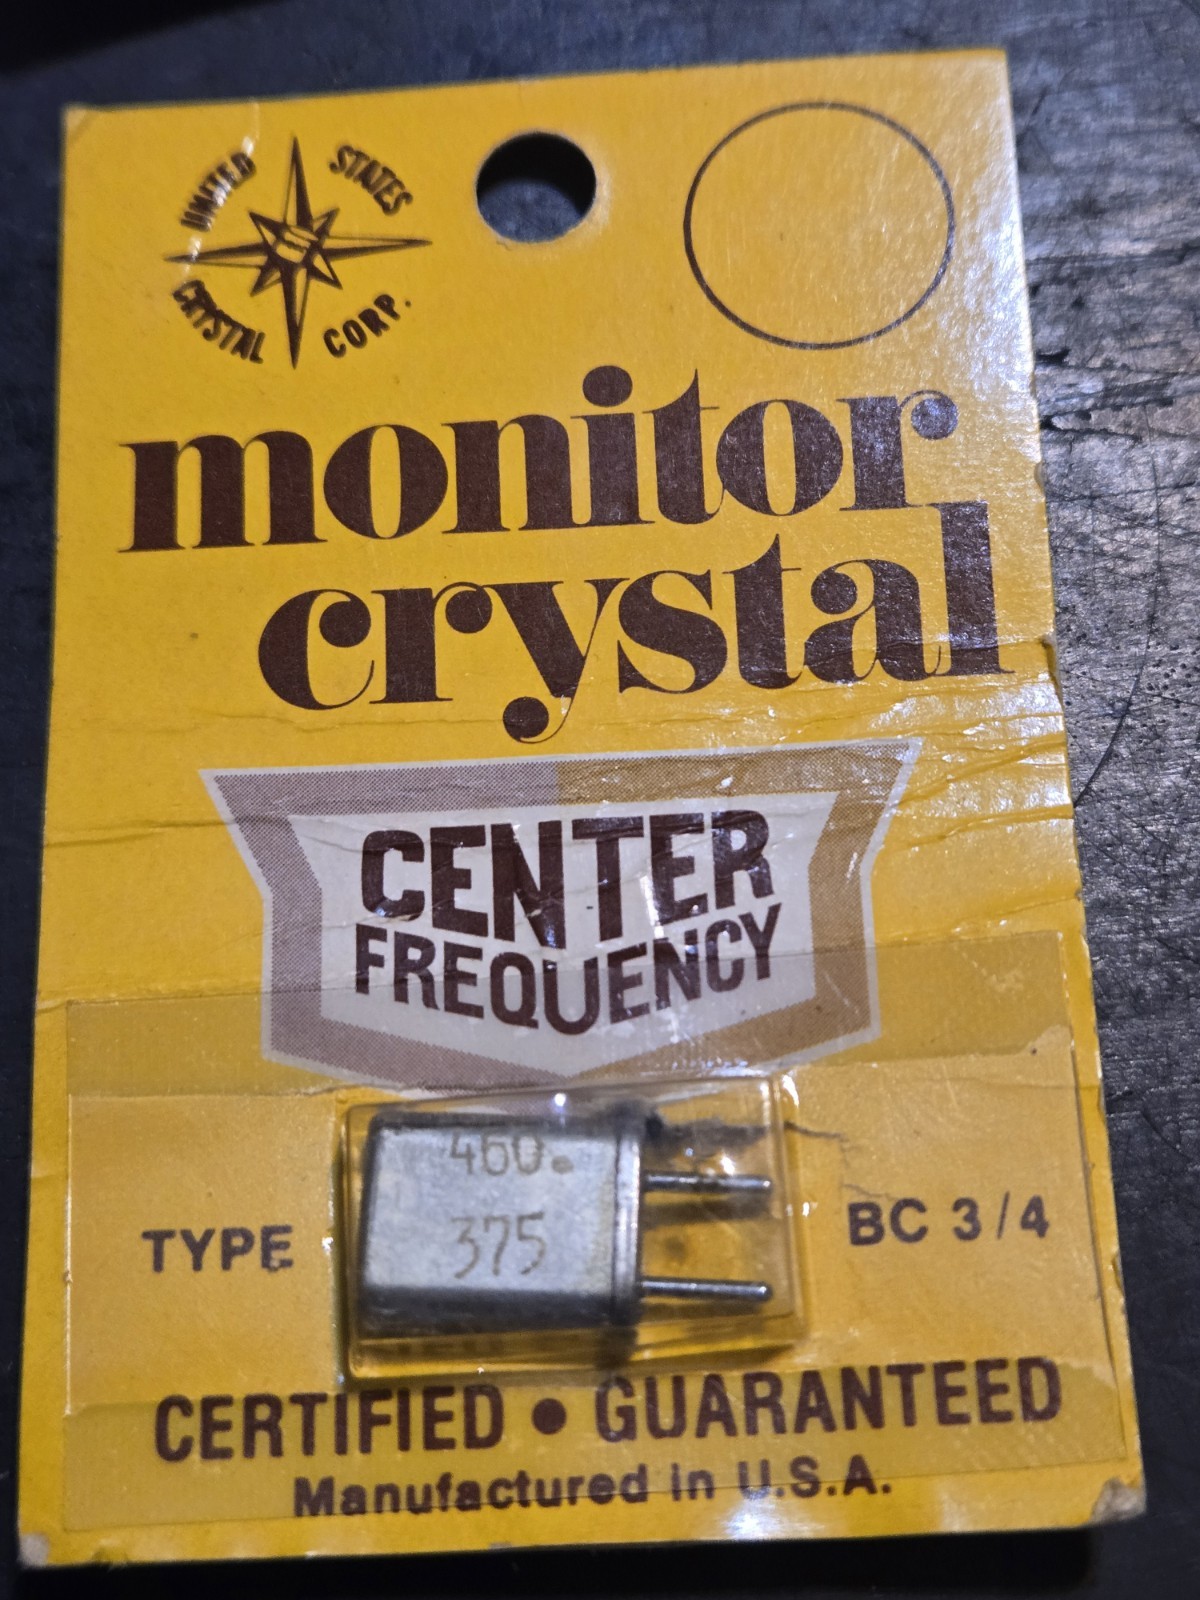 UNITED STATES
CRYSTAL CORP.
monitor
crystal
CENTER
FREQUENCY
460.
375
TYPE
BC 3/4
CERTIFIED • GUARANTEED
Manufactured in U.S.A.